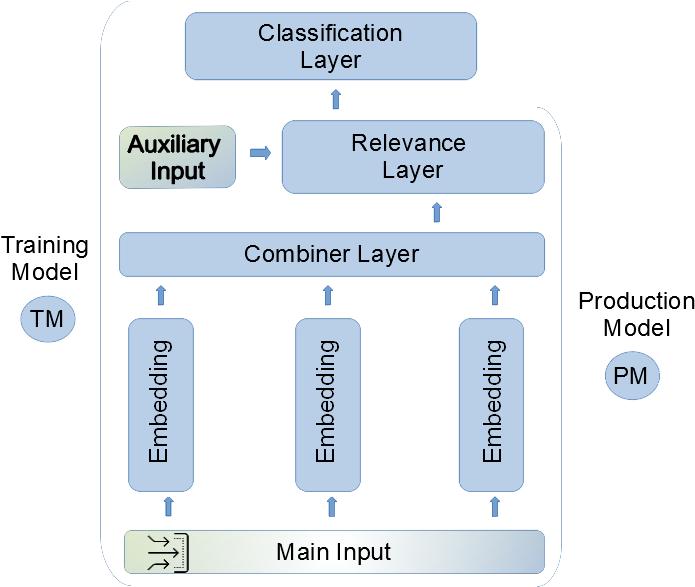 Classification
Layer
Auxiliary
Input
Relevance
Layer
Training
Model
TM
Combiner Layer
Production
Model
PM
Embedding
Embedding
Embedding
Main Input